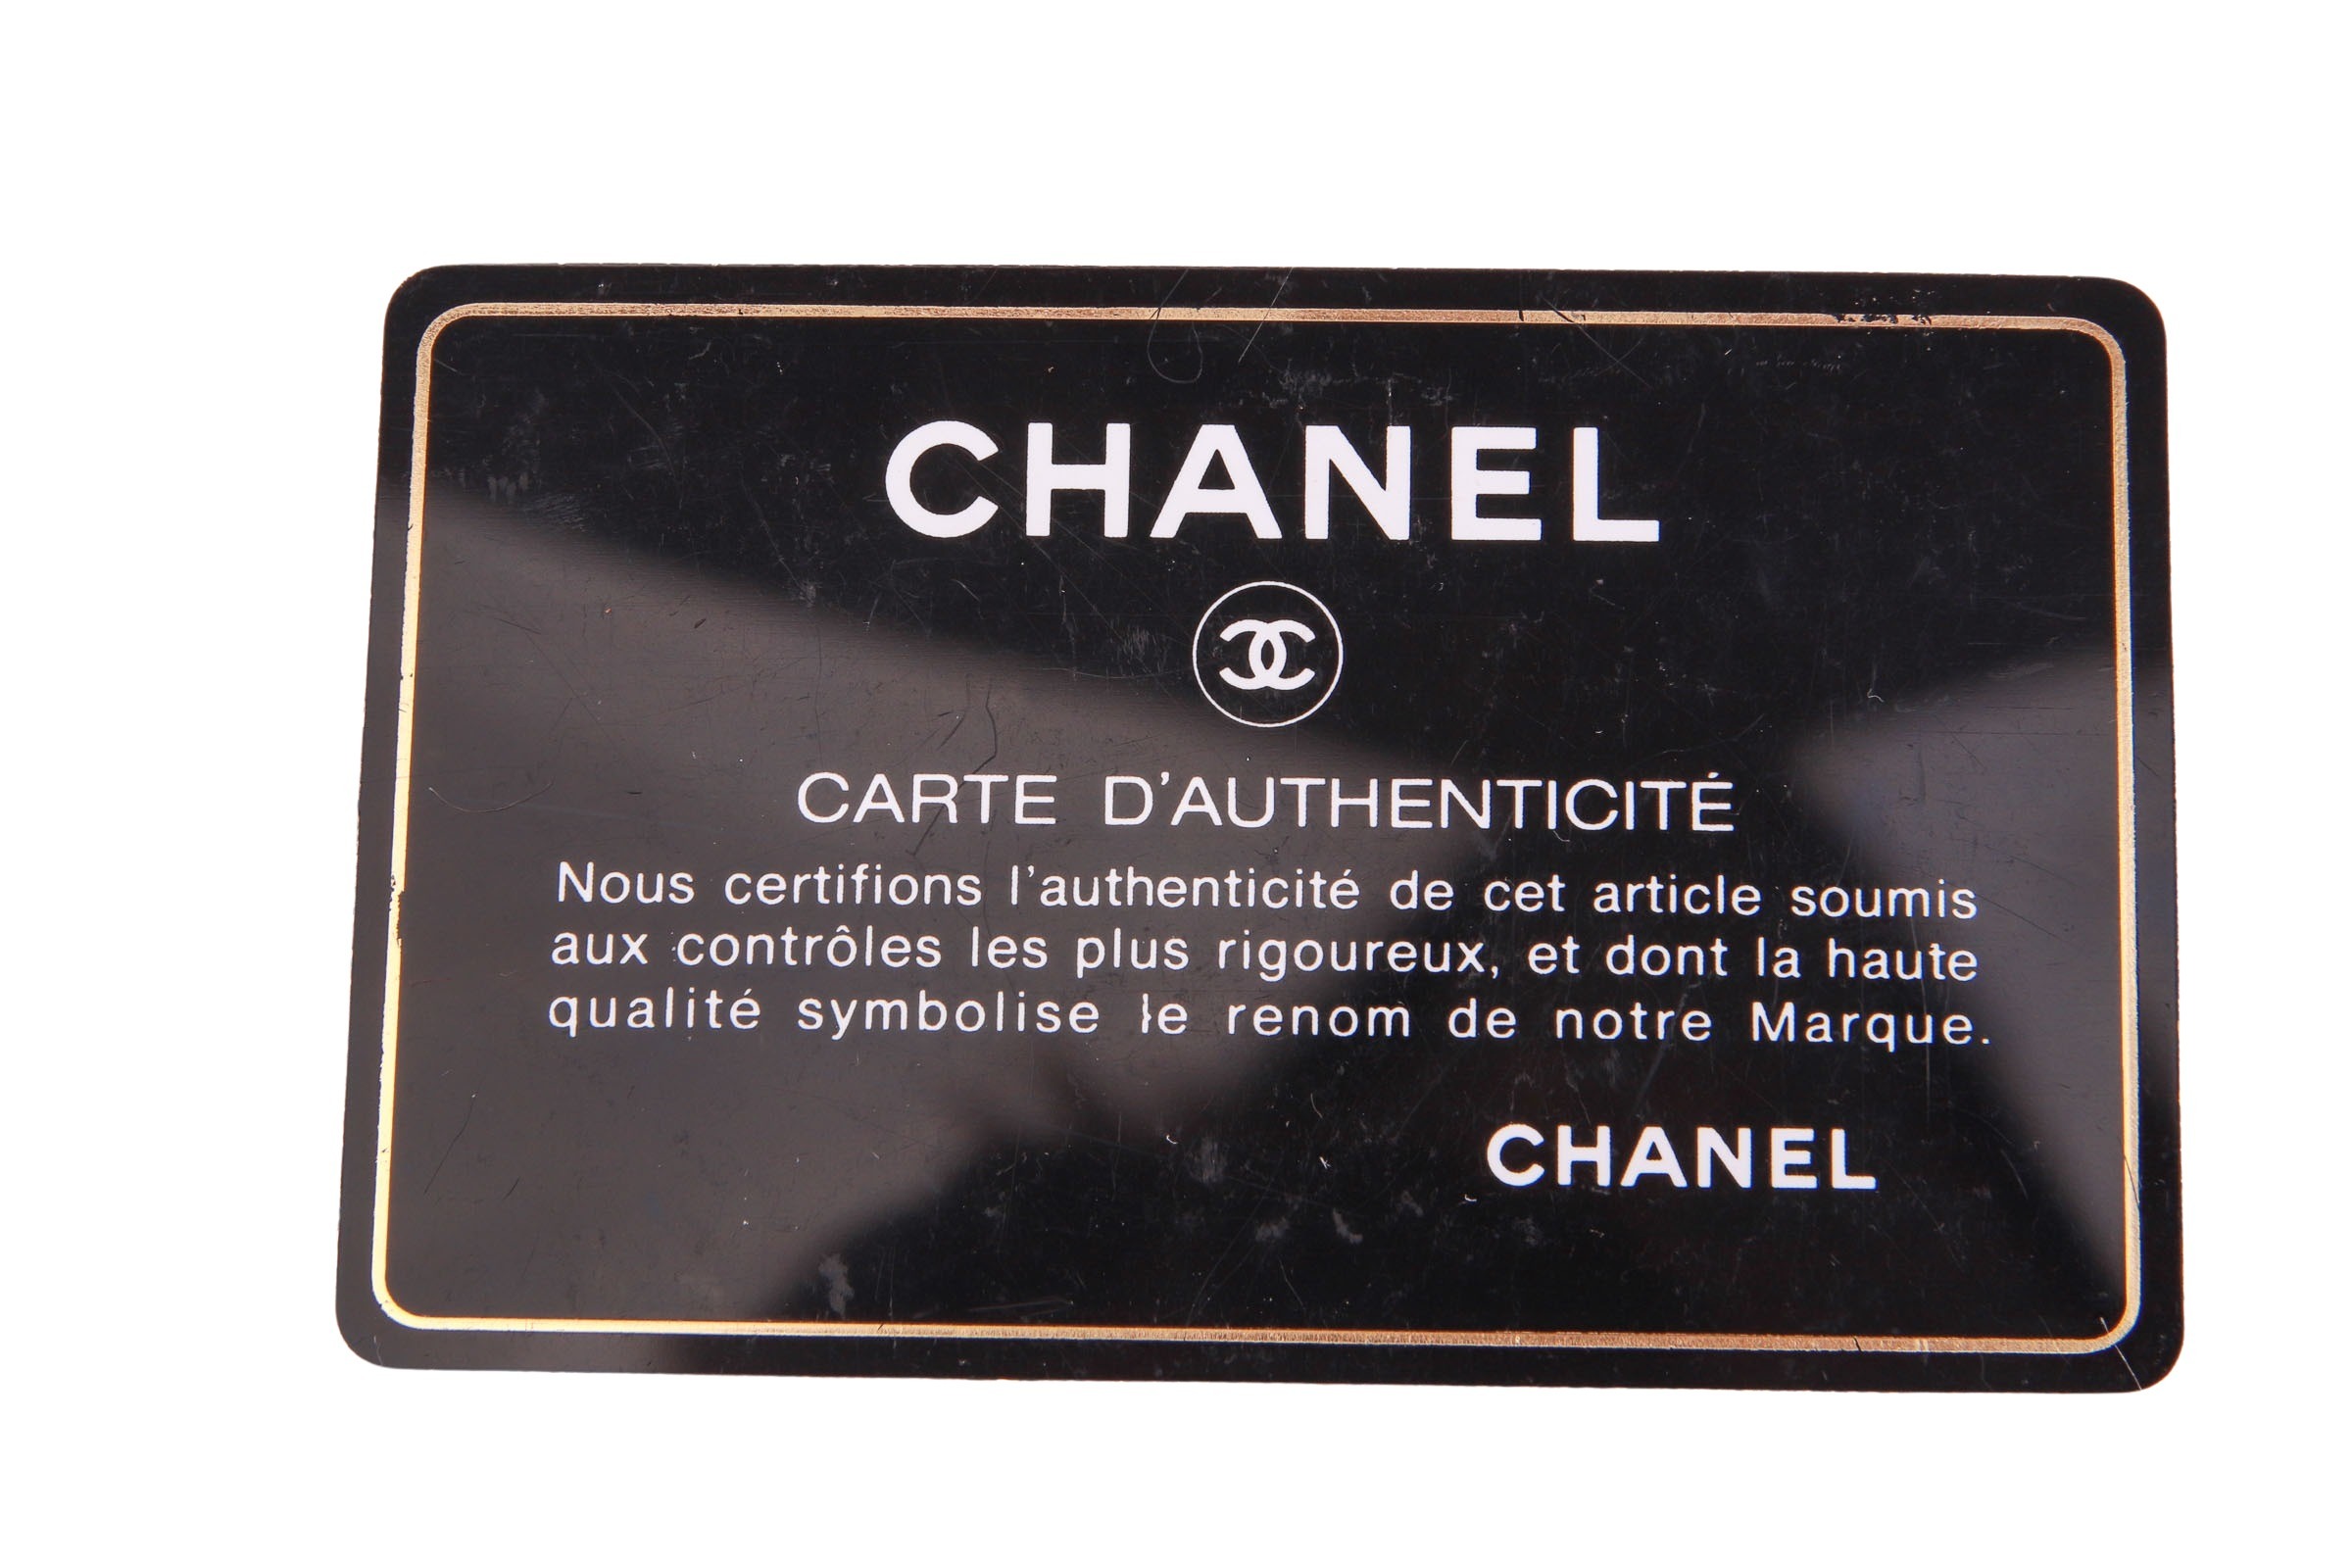 CHANEL
CARTE D'AUTHENTICITÉ
Nous certifions l'authenticité de cet article soumis
aux contrôles les plus rigoureux, et dont la haute
qualité symbolise le renom de notre Marque.
CHANEL